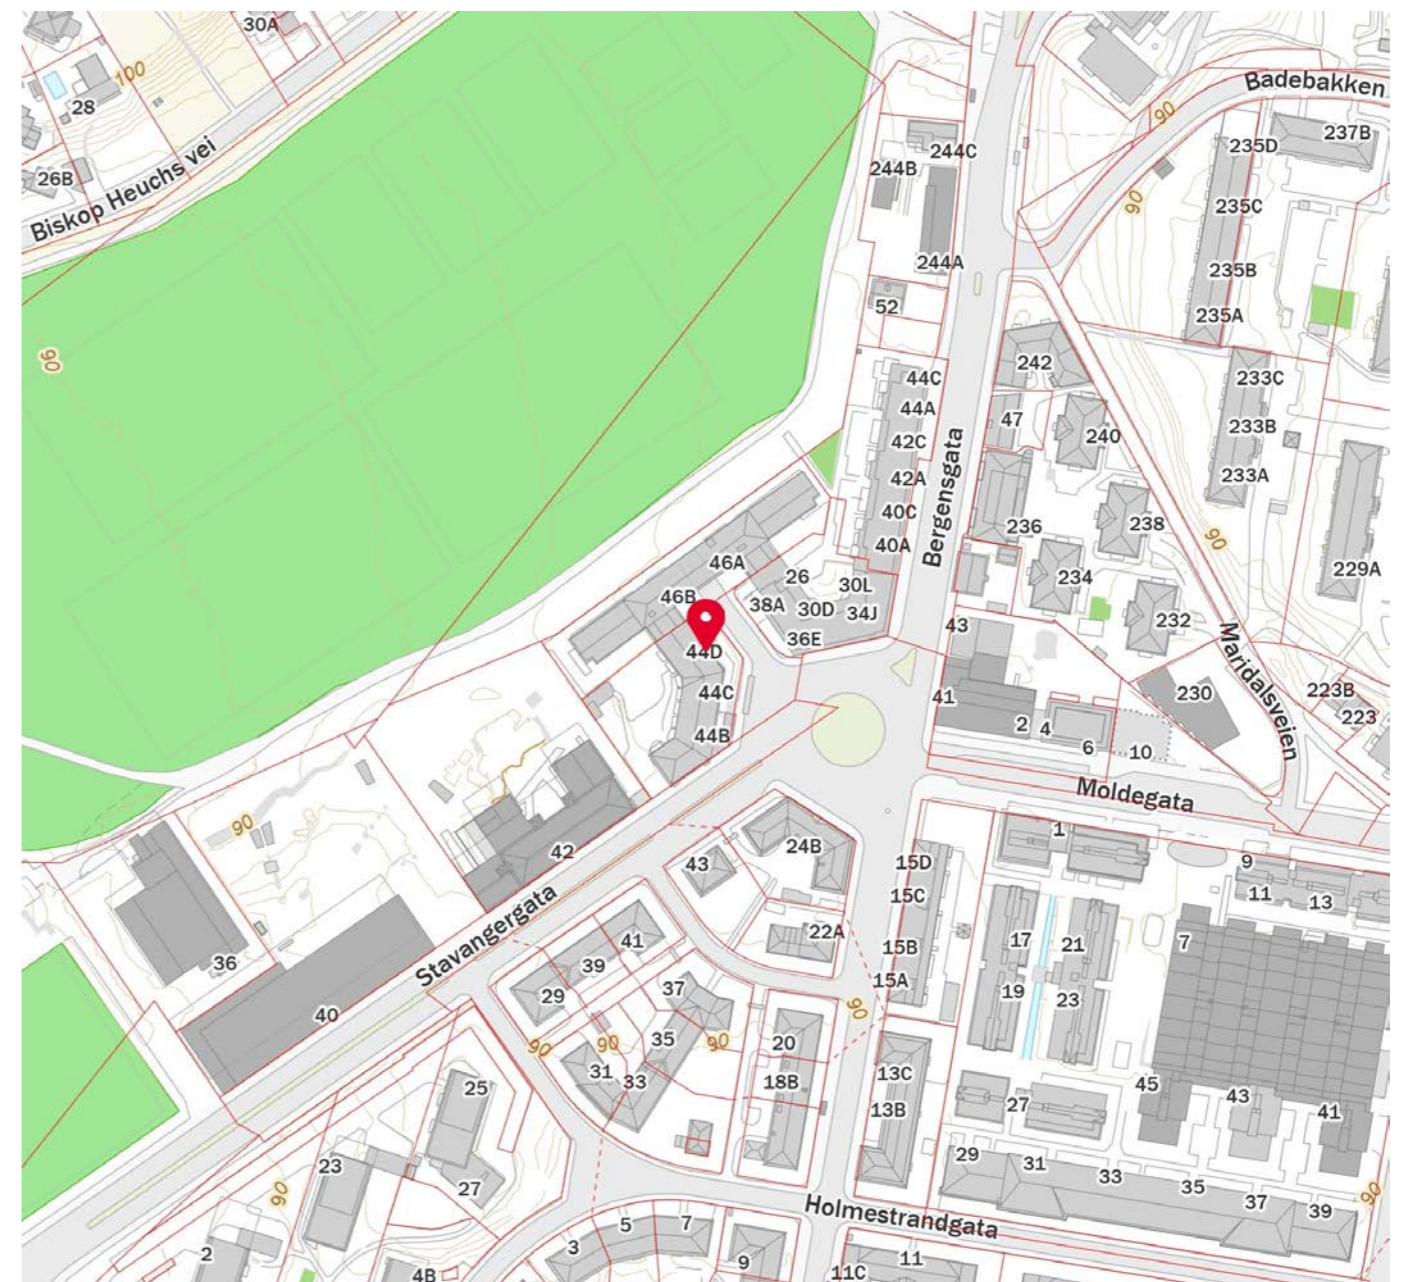 30A
100
28
26B
Biskop Heuchs vei
Badebakken
90
237B
235D
244C
244B
90
235C
244A
235B
52
235A
90
242
44C
233C
44A
47
240
233B
42C
42A
233A
Bergensgata
40C
236
238
90
40A
46A
229A
26
30L
234
46B
38A
30D
34J
232
36E
43
Maridalsveien
44D
44C
230
223B
41
223
44B
2
4
6
10
Moldegata
90
42
43
24B
1
15D
9
15C
11
13
Stavangergata
41
22A
17
21
7
39
15B
36
15A
29
37
19
23
40
90
90
90
35
90
20
31
33
18B
13C
25
45
43
41
27
13B
23
29
31
33
35
37
39
27
90
90
Holmestrandgata
5
7
3
2
9
11
4B
11C